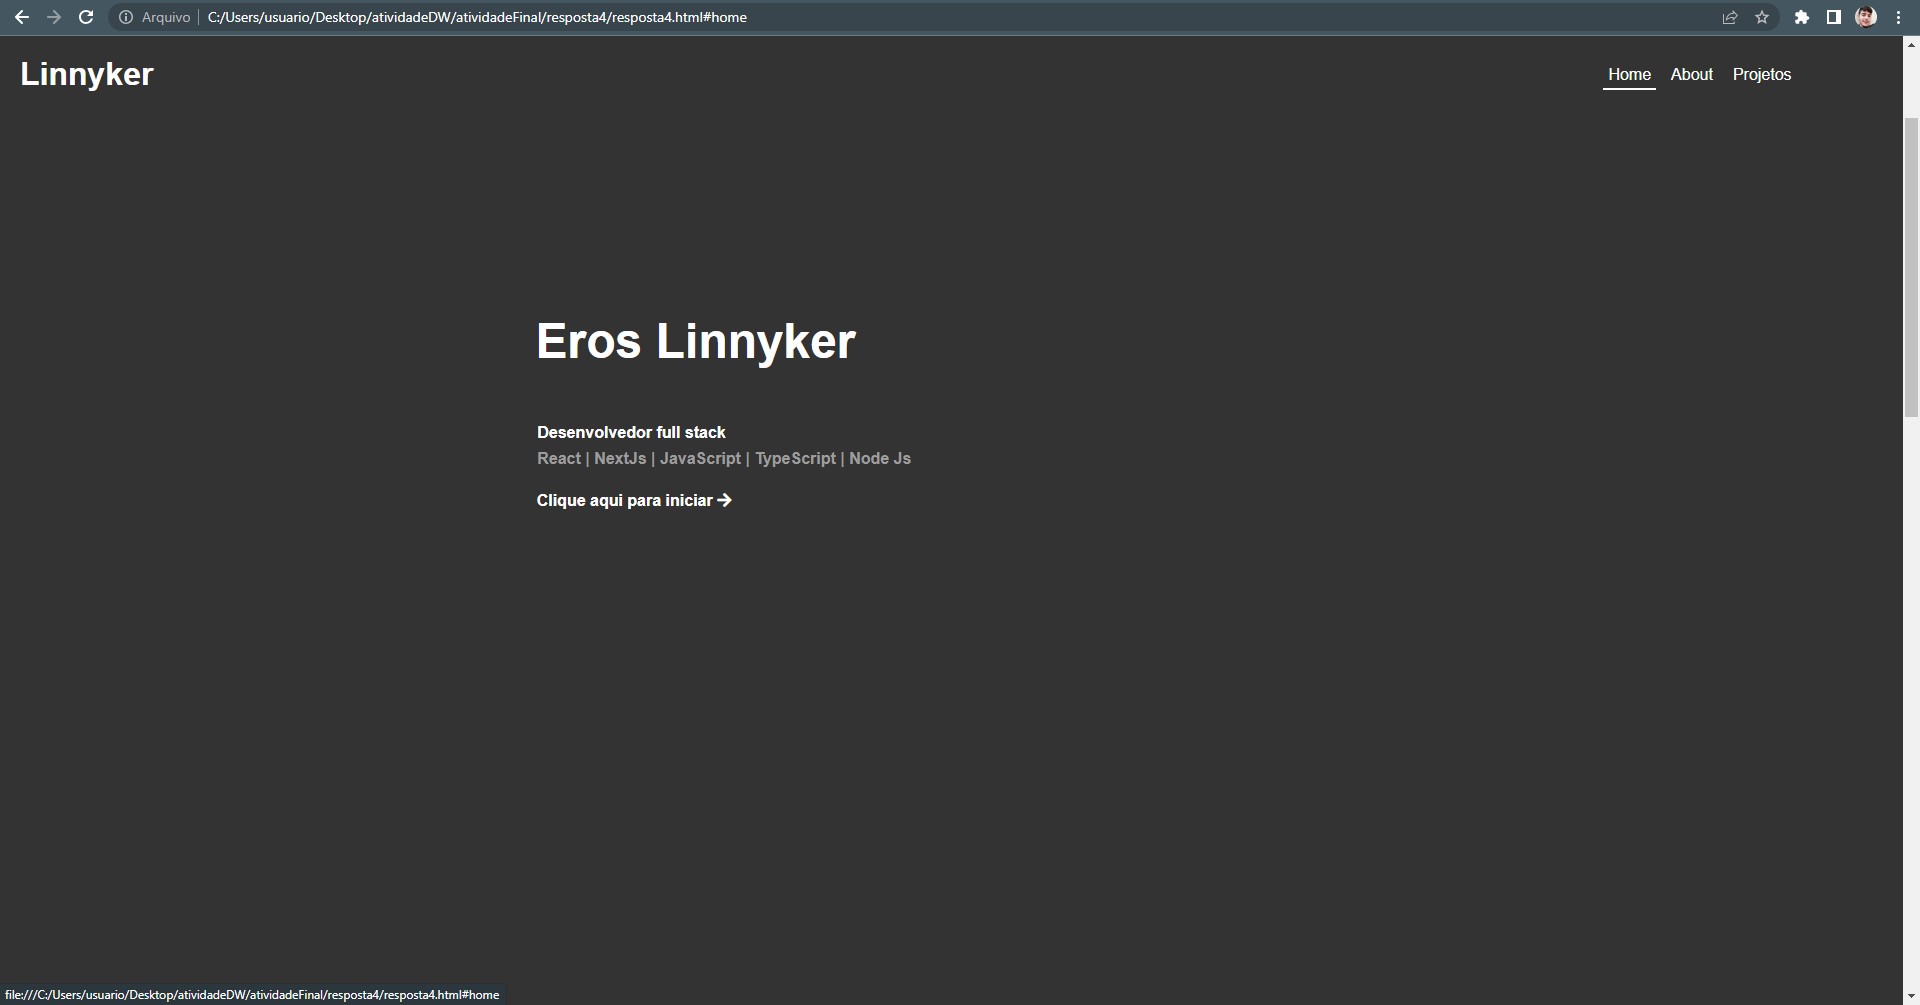 Arquivo | C:/Users/usuario/Desktop/atividadeDW/atividadeFinal/resposta4/resposta4.html#home
Linnyker
Home About Projetos
Eros Linnyker
Desenvolvedor full stack
React | NextJs | JavaScript | TypeScript | Node Js
Clique aqui para iniciar →
file:///C:/Users/usuario/Desktop/atividadeDW/atividadeFinal/resposta4/resposta4.html#home